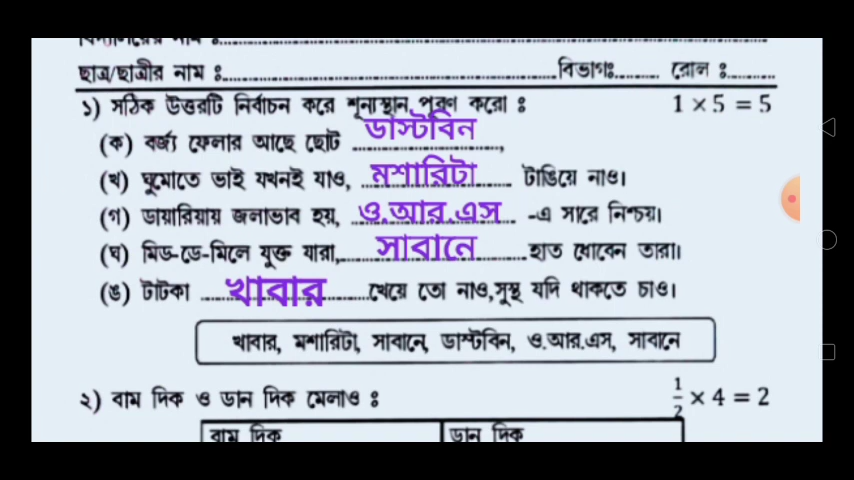 বিদ্যালয়ের নাম ঃ
ছাত্র/ছাত্রীর নাম ঃ.......................................................বিভাগঃ......... রোল ঃ...........
১) সঠিক উত্তরটি নির্বাচন করে শূন্যস্থান পূরণ করো ঃ 1 × 5 = 5
(ক) বর্জ্য ফেলার আছে ছোট ডাস্টবিন,
(খ) ঘুমোতে ভাই যখনই যাও, মশারিটা টাঙিয়ে নাও।
(গ) ডায়ারিয়ায় জলাভাব হয়, ও.আর.এস -এ সারে নিশ্চয়।
(ঘ) মিড-ডে-মিলে যুক্ত যারা, সাবানে হাত ধোবেন তারা।
(ঙ) টাটকা খাবার খেয়ে তো নাও,সুস্থ যদি থাকতে চাও।
খাবার, মশারিটা, সাবানে, ডাস্টবিন, ও.আর.এস, সাবানে
২) বাম দিক ও ডান দিক মেলাও ঃ 1/2 × 4 = 2
বাম দিক ডান দিক